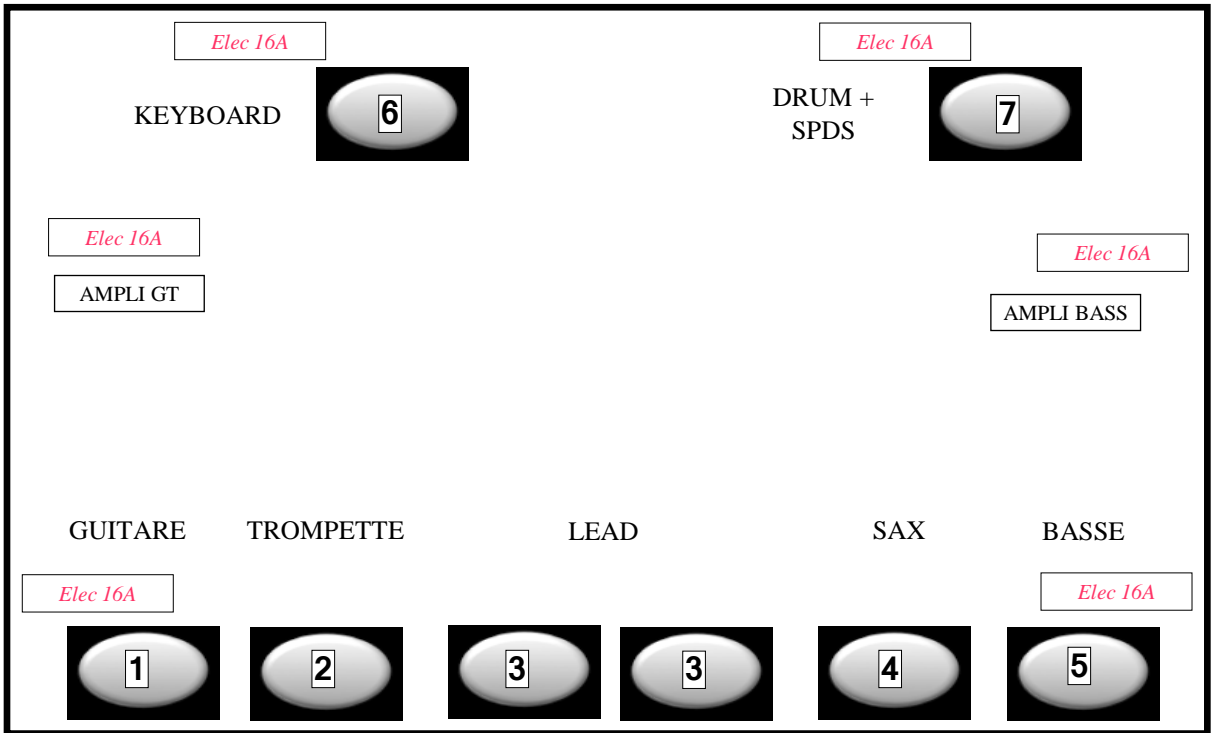 Elec 16A
Elec 16A
KEYBOARD
6
DRUM +
SPDS
7
Elec 16A
Elec 16A
AMPLI GT
AMPLI BASS
GUITARE
TROMPETTE
LEAD
SAX
BASSE
Elec 16A
Elec 16A
1
2
3
3
4
5